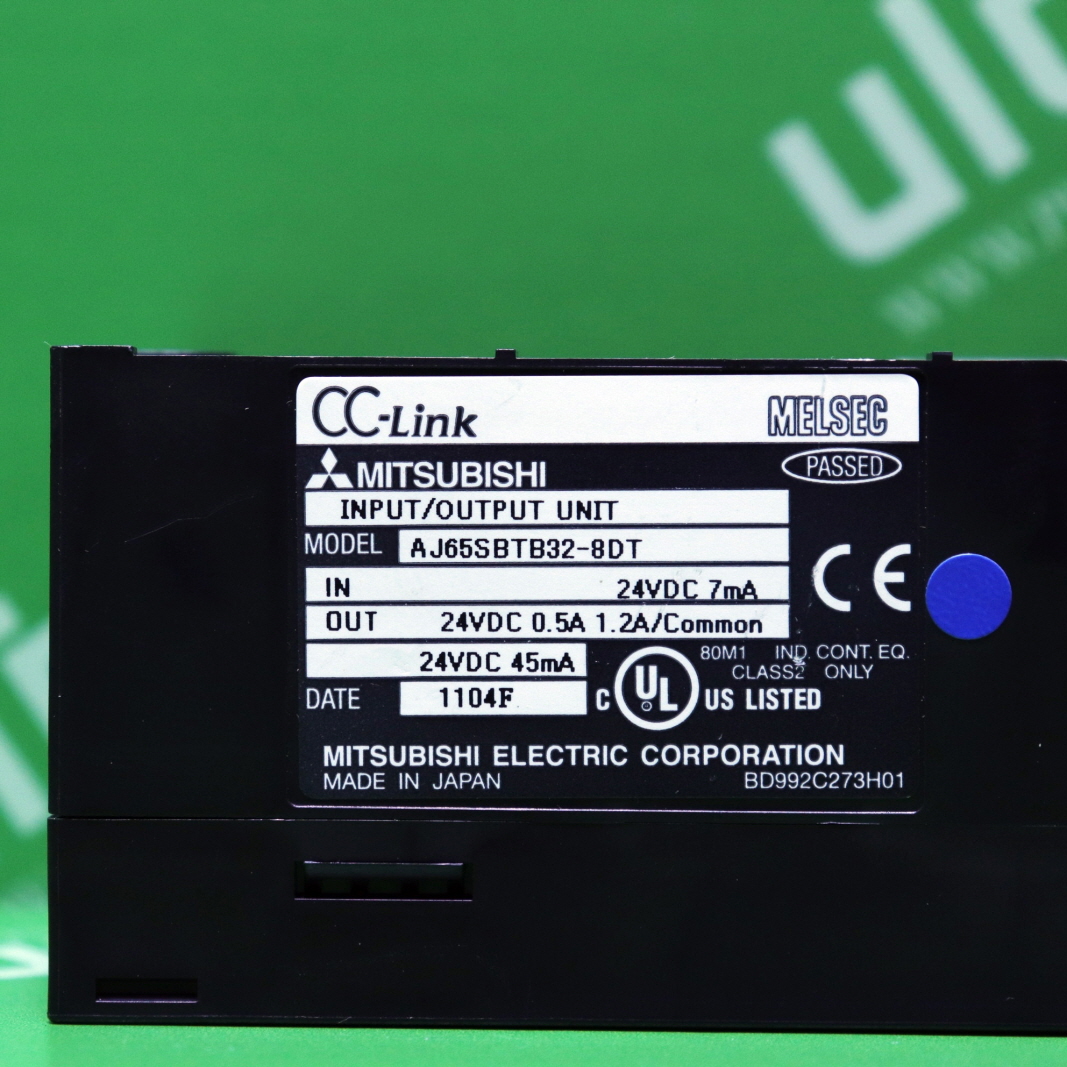 CC-Link MELSEC
MITSUBISHI PASSED
INPUT/OUTPUT UNIT
MODEL AJ65SBTB32-8DT
IN 24VDC 7mA
CE
OUT 24VDC 0.5A 1.2A/Common
24VDC 45mA
80M1 IND. CONT. EQ.
CLASS2 ONLY
DATE 1104F
C UL US LISTED
MITSUBISHI ELECTRIC CORPORATION
MADE IN JAPAN BD992C273H01